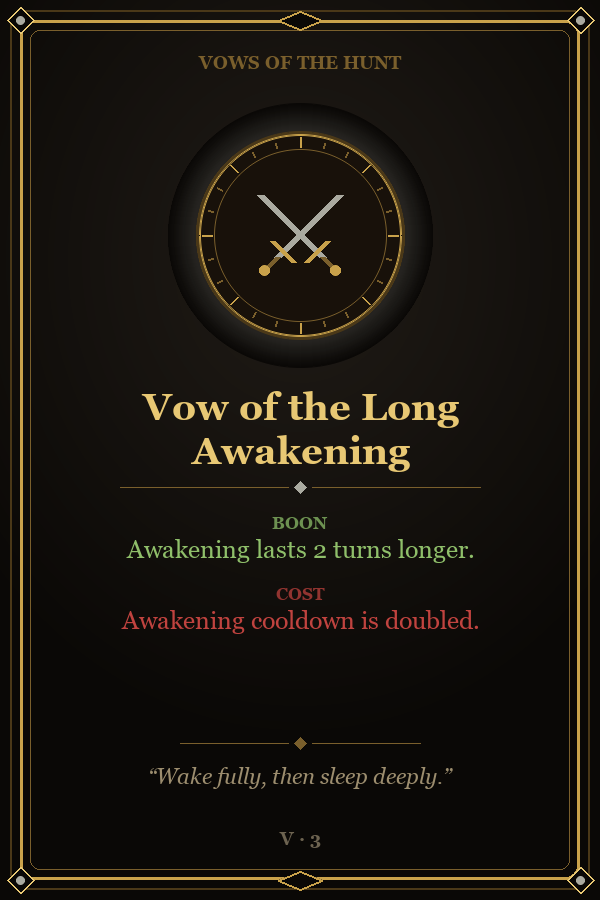 VOWS OF THE HUNT
Vow of the Long
Awakening
BOON
Awakening lasts 2 turns longer.
COST
Awakening cooldown is doubled.
“Wake fully, then sleep deeply.”
V · 3